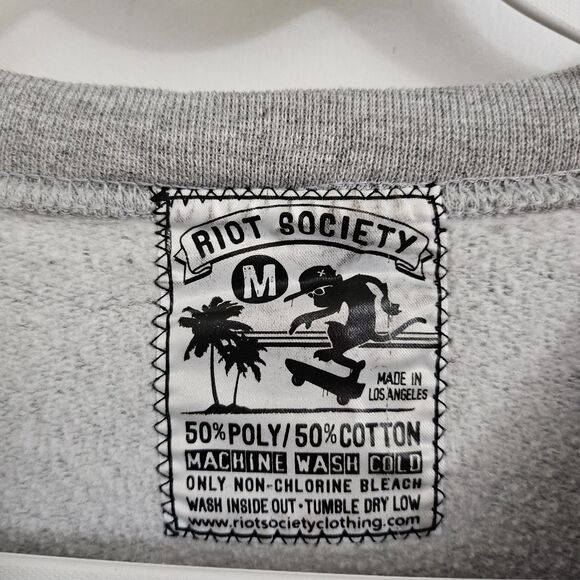 RIOT SOCIETY
M
MADE IN
LOS ANGELES
50% POLY/50% COTTON
MACHINE WASH COLD
ONLY NON-CHLORINE BLEACH
WASH INSIDE OUT • TUMBLE DRY LOW
www.riotsocietyclothing.com